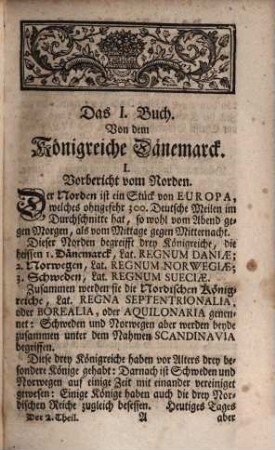 Das I. Buch.
Von dem
Königreiche Dänemarck.
I.
Vorbericht vom Norden.
Der Norden ist ein Stück von EUROPA,
welches ohngefehr 300. Deutsche Meilen im
Durchschnitte hat, so wohl vom Abend ge-
gen Morgen, als vom Mittage gegen Mitternacht.
Dieser Norden begreifft drey Königreiche, die
heissen 1. Dänemarck, Lat. REGNUM DANIÆ;
2. Norwegen, Lat. REGNUM NORWEGIÆ;
3. Schweden, Lat. REGNUM SUECIÆ.
Zusammen werden sie die Nordischen König-
reiche, Lat. REGNA SEPTENTRIONALIA,
oder BOREALIA, oder AQUILONARIA genen-
net: Schweden und Norwegen aber werden beyde
zusammen unter dem Nahmen SCANDINAVIA
begriffen.
Diese drey Königreiche haben vor Alters drey be-
sondere Könige gehabt: Darnach ist Schweden und
Norwegen auf einige Zeit mit einander vereiniget
gewesen: Einige Könige haben auch die drey Nor-
dischen Reiche zugleich besessen. Heutiges Tages
Der 2. Theil. A aber